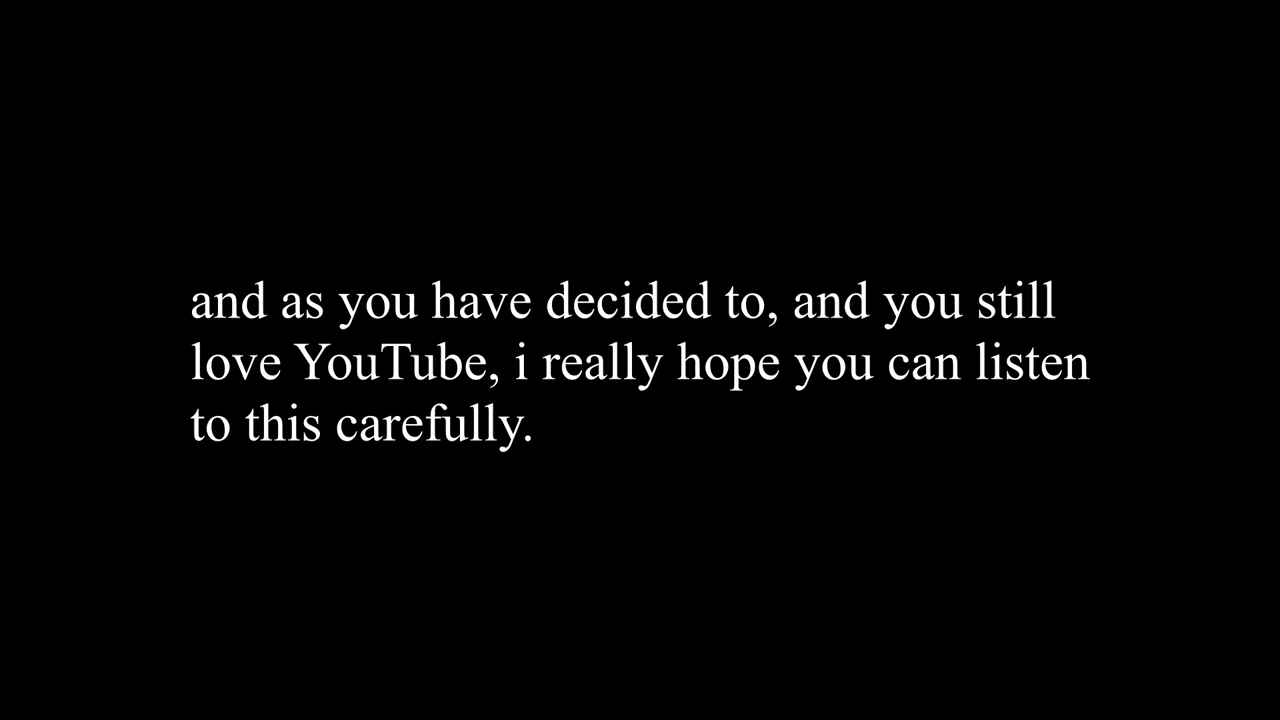 and as you have decided to, and you still
love YouTube, i really hope you can listen
to this carefully.